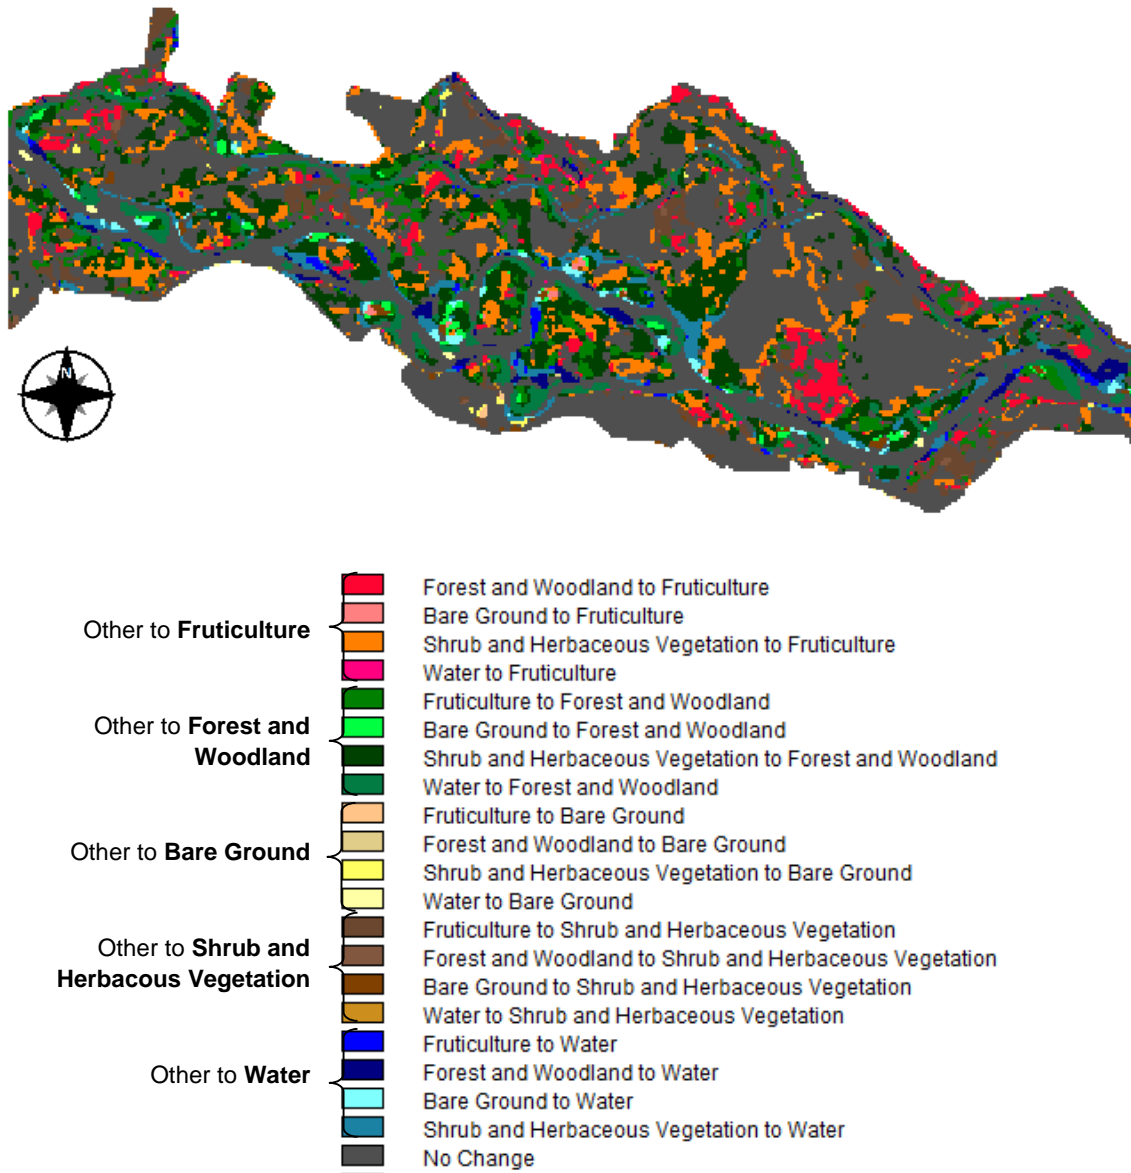 N
Other to Fruticulture
Forest and Woodland to Fruticulture
Bare Ground to Fruticulture
Shrub and Herbaceous Vegetation to Fruticulture
Water to Fruticulture
Other to Forest and
Woodland
Fruticulture to Forest and Woodland
Bare Ground to Forest and Woodland
Shrub and Herbaceous Vegetation to Forest and Woodland
Water to Forest and Woodland
Other to Bare Ground
Fruticulture to Bare Ground
Forest and Woodland to Bare Ground
Shrub and Herbaceous Vegetation to Bare Ground
Water to Bare Ground
Other to Shrub and
Herbacous Vegetation
Fruticulture to Shrub and Herbaceous Vegetation
Forest and Woodland to Shrub and Herbaceous Vegetation
Bare Ground to Shrub and Herbaceous Vegetation
Water to Shrub and Herbaceous Vegetation
Other to Water
Fruticulture to Water
Forest and Woodland to Water
Bare Ground to Water
Shrub and Herbaceous Vegetation to Water
No Change